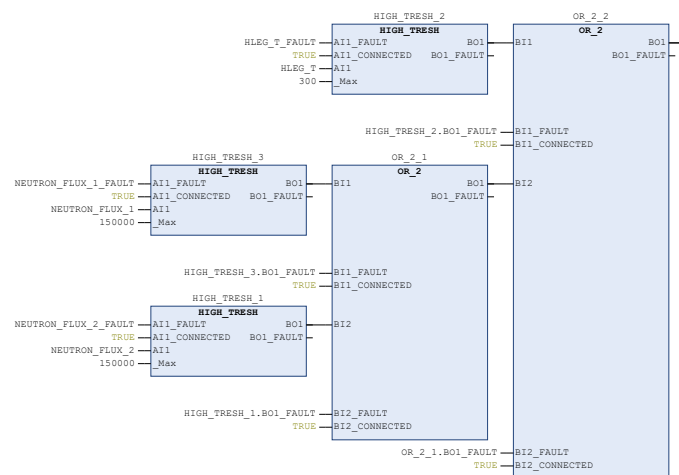 HIGH_TRESH_2
OR_2_2
HIGH_TRESH
OR_2
HLEG_T_FAULT AI1_FAULT BO1 BI1 BO1
TRUE AI1_CONNECTED BO1_FAULT BO1_FAULT
HLEG_T AI1
300 _Max
HIGH_TRESH_2.BO1_FAULT BI1_FAULT
TRUE BI1_CONNECTED
HIGH_TRESH_3
OR_2_1
HIGH_TRESH
OR_2
NEUTRON_FLUX_1_FAULT AI1_FAULT BO1 BI1 BO1 BI2
TRUE AI1_CONNECTED BO1_FAULT BO1_FAULT
NEUTRON_FLUX_1 AI1
150000 _Max
HIGH_TRESH_3.BO1_FAULT BI1_FAULT
TRUE BI1_CONNECTED
HIGH_TRESH_1
HIGH_TRESH
NEUTRON_FLUX_2_FAULT AI1_FAULT BO1 BI2
TRUE AI1_CONNECTED BO1_FAULT
NEUTRON_FLUX_2 AI1
150000 _Max
HIGH_TRESH_1.BO1_FAULT BI2_FAULT
TRUE BI2_CONNECTED
OR_2_1.BO1_FAULT BI2_FAULT
TRUE BI2_CONNECTED